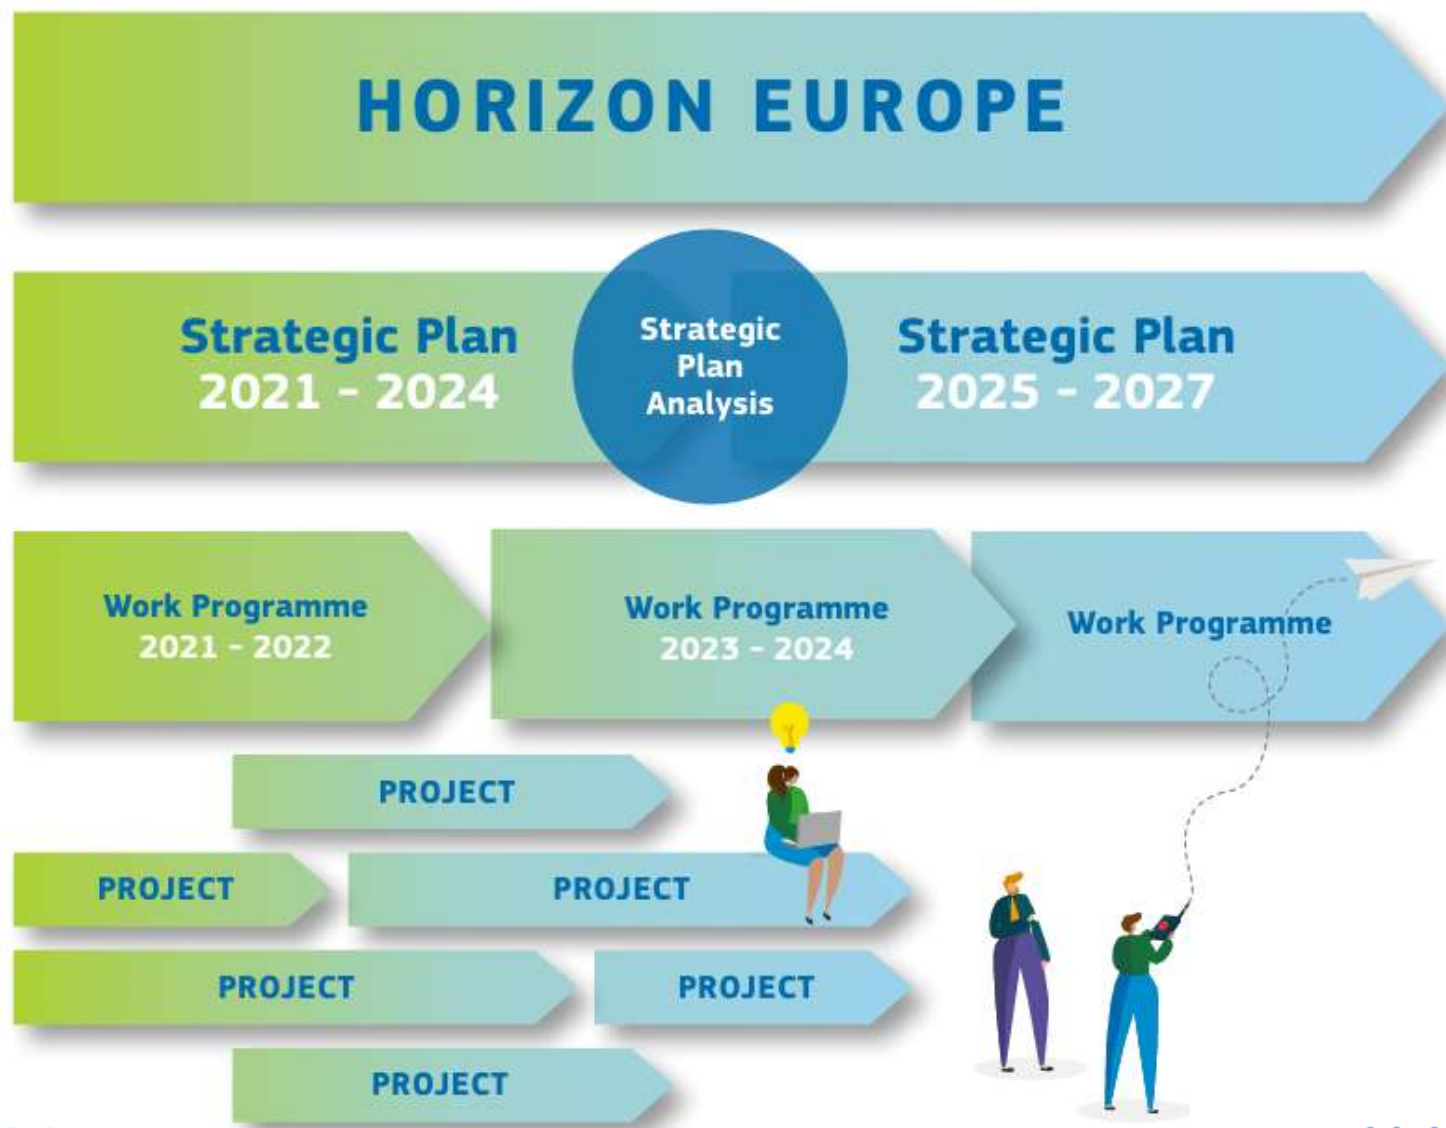 HORIZON EUROPE
Strategic Plan
2021 - 2024
Strategic
Plan
Analysis
Strategic Plan
2025 - 2027
Work Programme
2021 - 2022
Work Programme
2023 - 2024
Work Programme
PROJECT
PROJECT
PROJECT
PROJECT
PROJECT
PROJECT